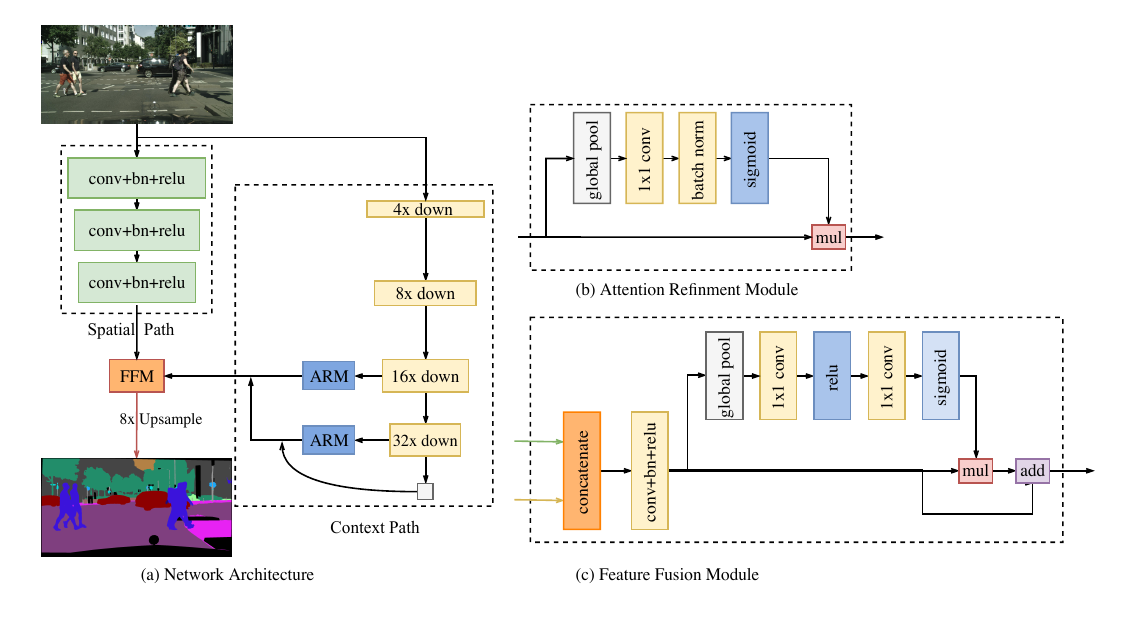 conv+bn+relu
conv+bn+relu
conv+bn+relu
Spatial Path
4x down
8x down
16x down
32x down
ARM
ARM
FFM
8x Upsample
Context Path
(a) Network Architecture
global pool
1x1 conv
batch norm
sigmoid
mul
(b) Attention Refinment Module
concatenate
conv+bn+relu
global pool
1x1 conv
relu
1x1 conv
sigmoid
mul
add
(c) Feature Fusion Module